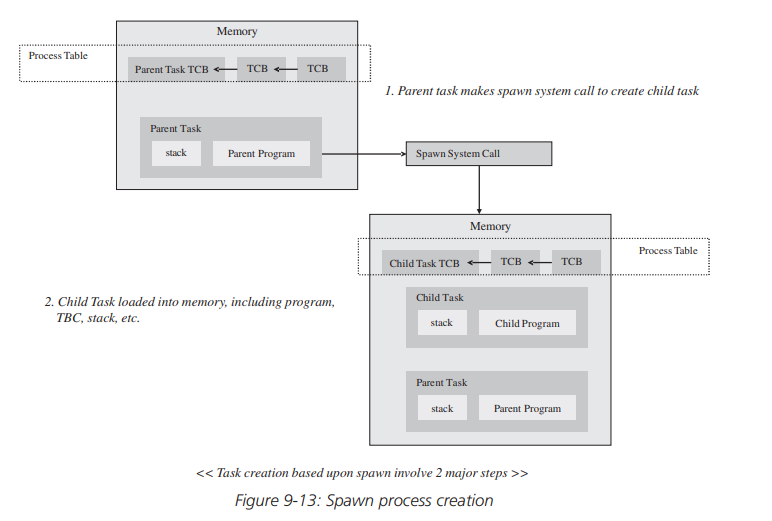 Memory
Process Table
Parent Task TCB
TCB
TCB
1. Parent task makes spawn system call to create child task
Parent Task
stack
Parent Program
Spawn System Call
Memory
Process Table
Child Task TCB
TCB
TCB
2. Child Task loaded into memory, including program,
TBC, stack, etc.
Child Task
stack
Child Program
Parent Task
stack
Parent Program
<< Task creation based upon spawn involve 2 major steps >>
Figure 9-13: Spawn process creation